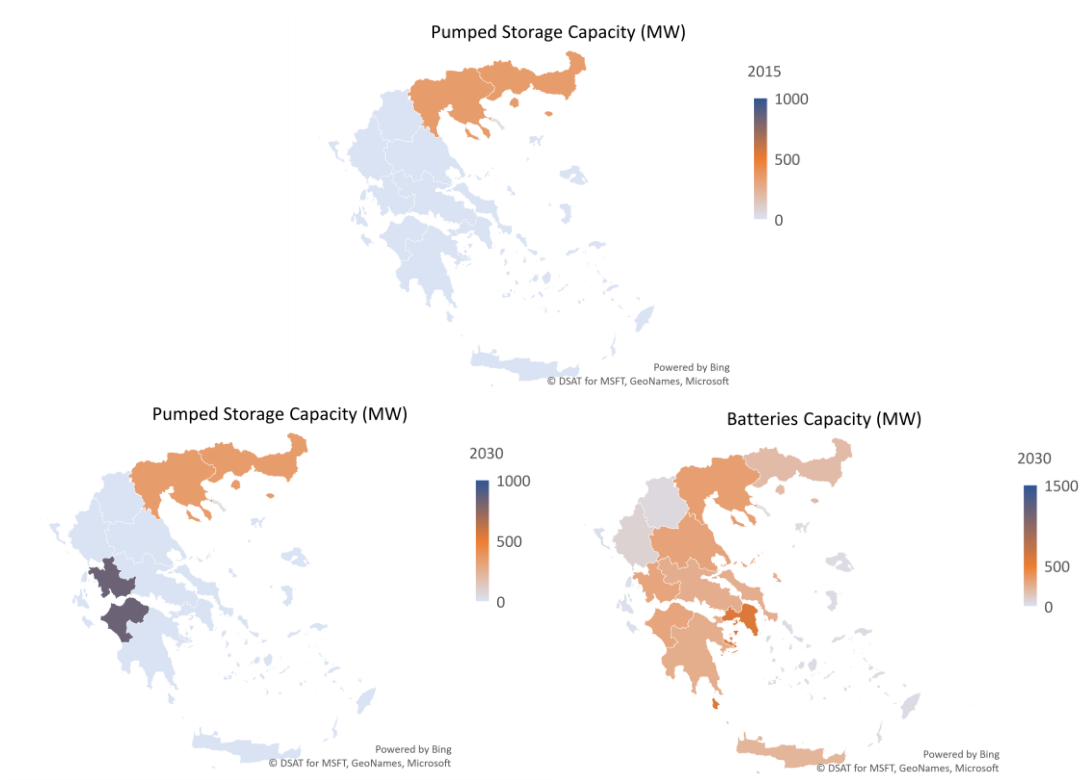 Pumped Storage Capacity (MW)
2015
1000
500
0
Powered by Bing
© DSAT for MSFT, GeoNames, Microsoft
Pumped Storage Capacity (MW)
2030
1000
500
0
Powered by Bing
© DSAT for MSFT, GeoNames, Microsoft
Batteries Capacity (MW)
2030
1500
500
0
Powered by Bing
© DSAT for MSFT, GeoNames, Microsoft